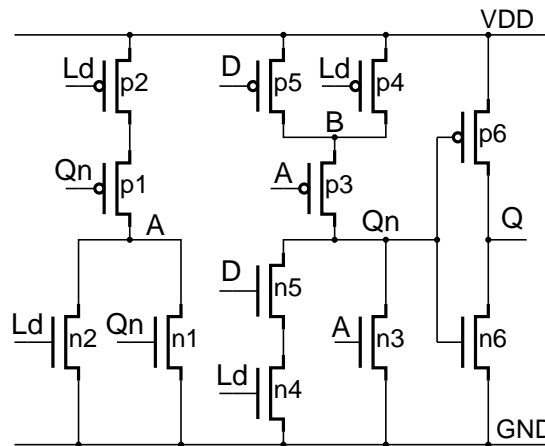 VDD
Ld p2 D p5 Ld p4
B p6
Qn p1 A p3
A Qn Q
D n5
Ld n2 Qn n1 A n3 n6
Ld n4
GND